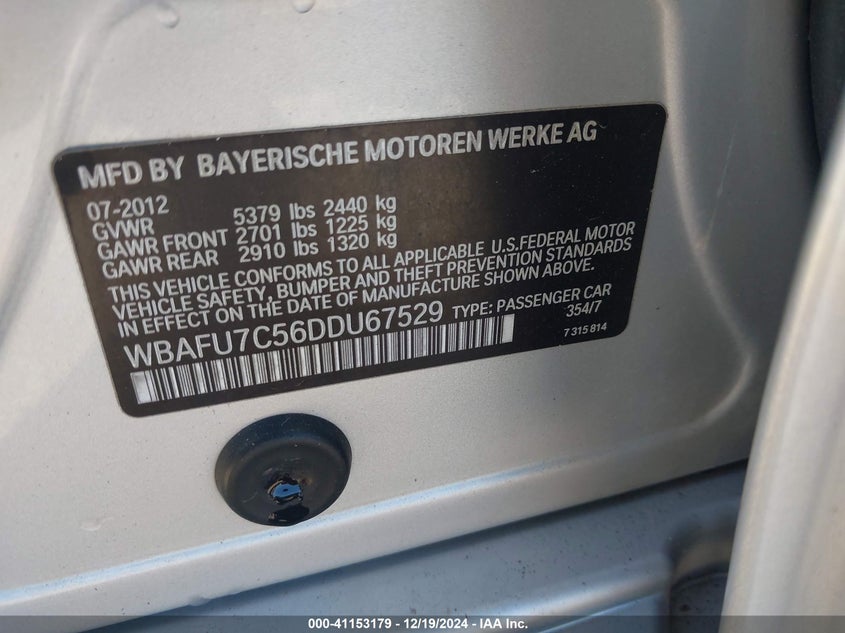 MFD BY BAYERISCHE MOTOREN WERKE AG
07-2012
GVWR 5379 lbs 2440 kg
GAWR FRONT 2701 lbs 1225 kg
GAWR REAR 2910 lbs 1320 kg
THIS VEHICLE CONFORMS TO ALL APPLICABLE U.S.FEDERAL MOTOR
VEHICLE SAFETY, BUMPER AND THEFT PREVENTION STANDARDS
IN EFFECT ON THE DATE OF MANUFACTURE SHOWN ABOVE.
WBAFU7C56DDU67529 TYPE: PASSENGER CAR
354/7
7 315 814
000-41153179 - 12/19/2024 - IAA Inc.